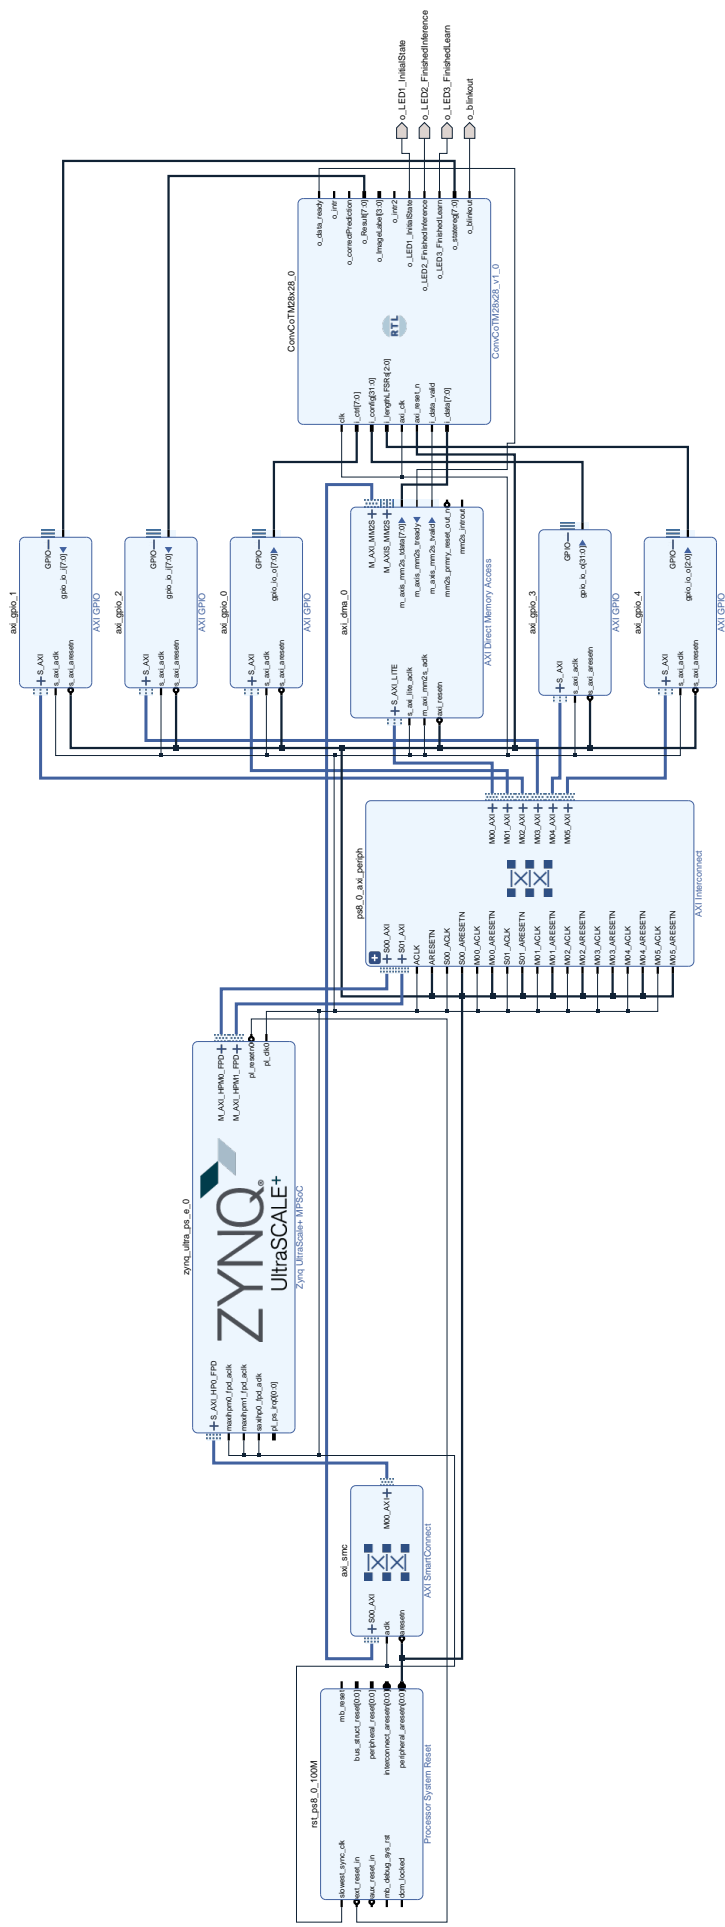 rst_ps8_0_100M
slowest_sync_clk
ext_reset_in
aux_reset_in
mb_debug_sys_rst
dcm_locked
mb_reset
bus_struct_reset[0:0]
peripheral_reset[0:0]
interconnect_aresetn[0:0]
peripheral_aresetn[0:0]
Processor System Reset
axi_smc
S00_AXI
aclk
aresetn
M00_AXI
AXI SmartConnect
zynq_ultra_ps_e_0
S_AXI_HP0_FPD
maxihpm0_fpd_aclk
maxihpm1_fpd_aclk
saxihp0_fpd_aclk
pl_ps_irq0[0:0]
ZYNQ®
UltraSCALE+
M_AXI_HPM0_FPD
M_AXI_HPM1_FPD
pl_resetn0
pl_clk0
Zynq UltraScale+ MPSoC
ps8_0_axi_periph
S00_AXI
S01_AXI
ACLK
ARESETN
S00_ACLK
S00_ARESETN
M00_ACLK
M00_ARESETN
S01_ACLK
S01_ARESETN
M01_ACLK
M01_ARESETN
M02_ACLK
M02_ARESETN
M03_ACLK
M03_ARESETN
M04_ACLK
M04_ARESETN
M05_ACLK
M05_ARESETN
M00_AXI
M01_AXI
M02_AXI
M03_AXI
M04_AXI
M05_AXI
AXI Interconnect
axi_gpio_1
S_AXI
s_axi_aclk
s_axi_aresetn
GPIO
gpio_io_i[7:0]
AXI GPIO
axi_gpio_2
S_AXI
s_axi_aclk
s_axi_aresetn
GPIO
gpio_io_i[7:0]
AXI GPIO
axi_gpio_0
S_AXI
s_axi_aclk
s_axi_aresetn
GPIO
gpio_io_o[7:0]
AXI GPIO
axi_dma_0
S_AXI_LITE
s_axi_lite_aclk
m_axi_mm2s_aclk
axi_resetn
M_AXI_MM2S
M_AXIS_MM2S
m_axis_mm2s_tdata[7:0]
m_axis_mm2s_tready
m_axis_mm2s_tvalid
mm2s_prmry_reset_out_n
mm2s_introut
AXI Direct Memory Access
axi_gpio_3
S_AXI
s_axi_aclk
s_axi_aresetn
GPIO
gpio_io_o[31:0]
AXI GPIO
axi_gpio_4
S_AXI
s_axi_aclk
s_axi_aresetn
GPIO
gpio_io_o[2:0]
AXI GPIO
ConvCoTM28x28_0
clk
i_ctrl[7:0]
i_config[31:0]
i_lengthLFSRs[2:0]
axi_clk
axi_reset_n
i_data_valid
i_data[7:0]
RTL
o_data_ready
o_intr
o_correctPrediction
o_Result[7:0]
o_ImageLabel[3:0]
o_intr2
o_LED1_InitialState
o_LED2_FinishedInference
o_LED3_FinishedLearn
o_statereg[7:0]
o_blinkout
ConvCoTM28x28_v1_0
o_LED1_InitialState
o_LED2_FinishedInference
o_LED3_FinishedLearn
o_blinkout